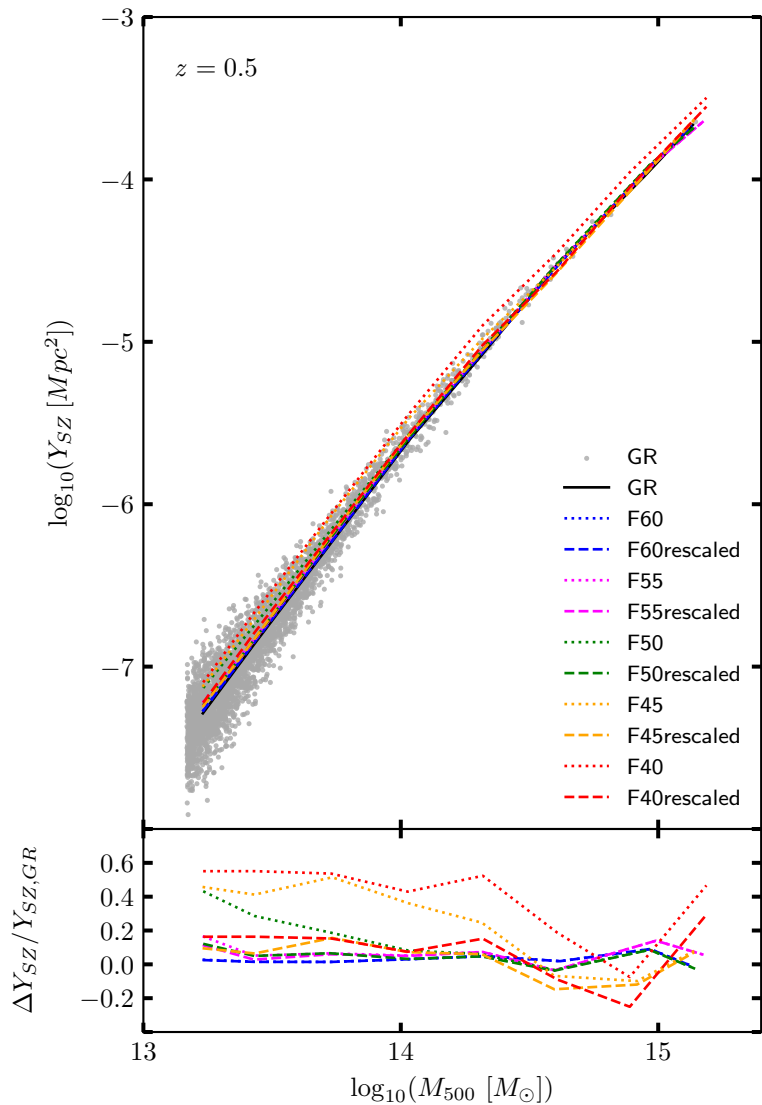 −3
z = 0.5
−4
−5
log₁₀(Y_SZ [Mpc²])
GR
GR
−6
F60
F60rescaled
F55
F55rescaled
F50
−7
F50rescaled
F45
F45rescaled
F40
F40rescaled
0.6
0.4
0.2
0.0
−0.2
ΔY_SZ/Y_SZ,GR
13
14
15
log₁₀(M₅₀₀ [M_⊙])